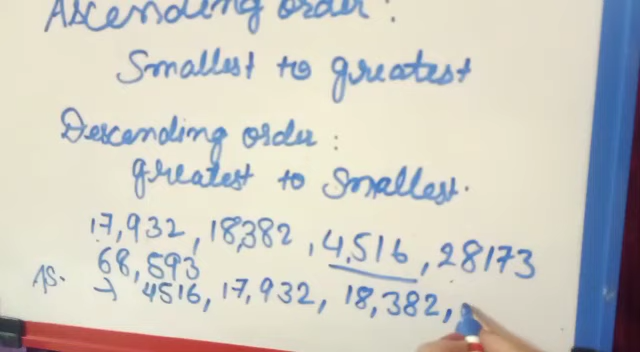 Ascending order:
Smallest to greatest
Descending order:
greatest to Smallest.
17,932, 18,382, 4,516, 28173
68,593
As. → 4516, 17,932, 18,382,